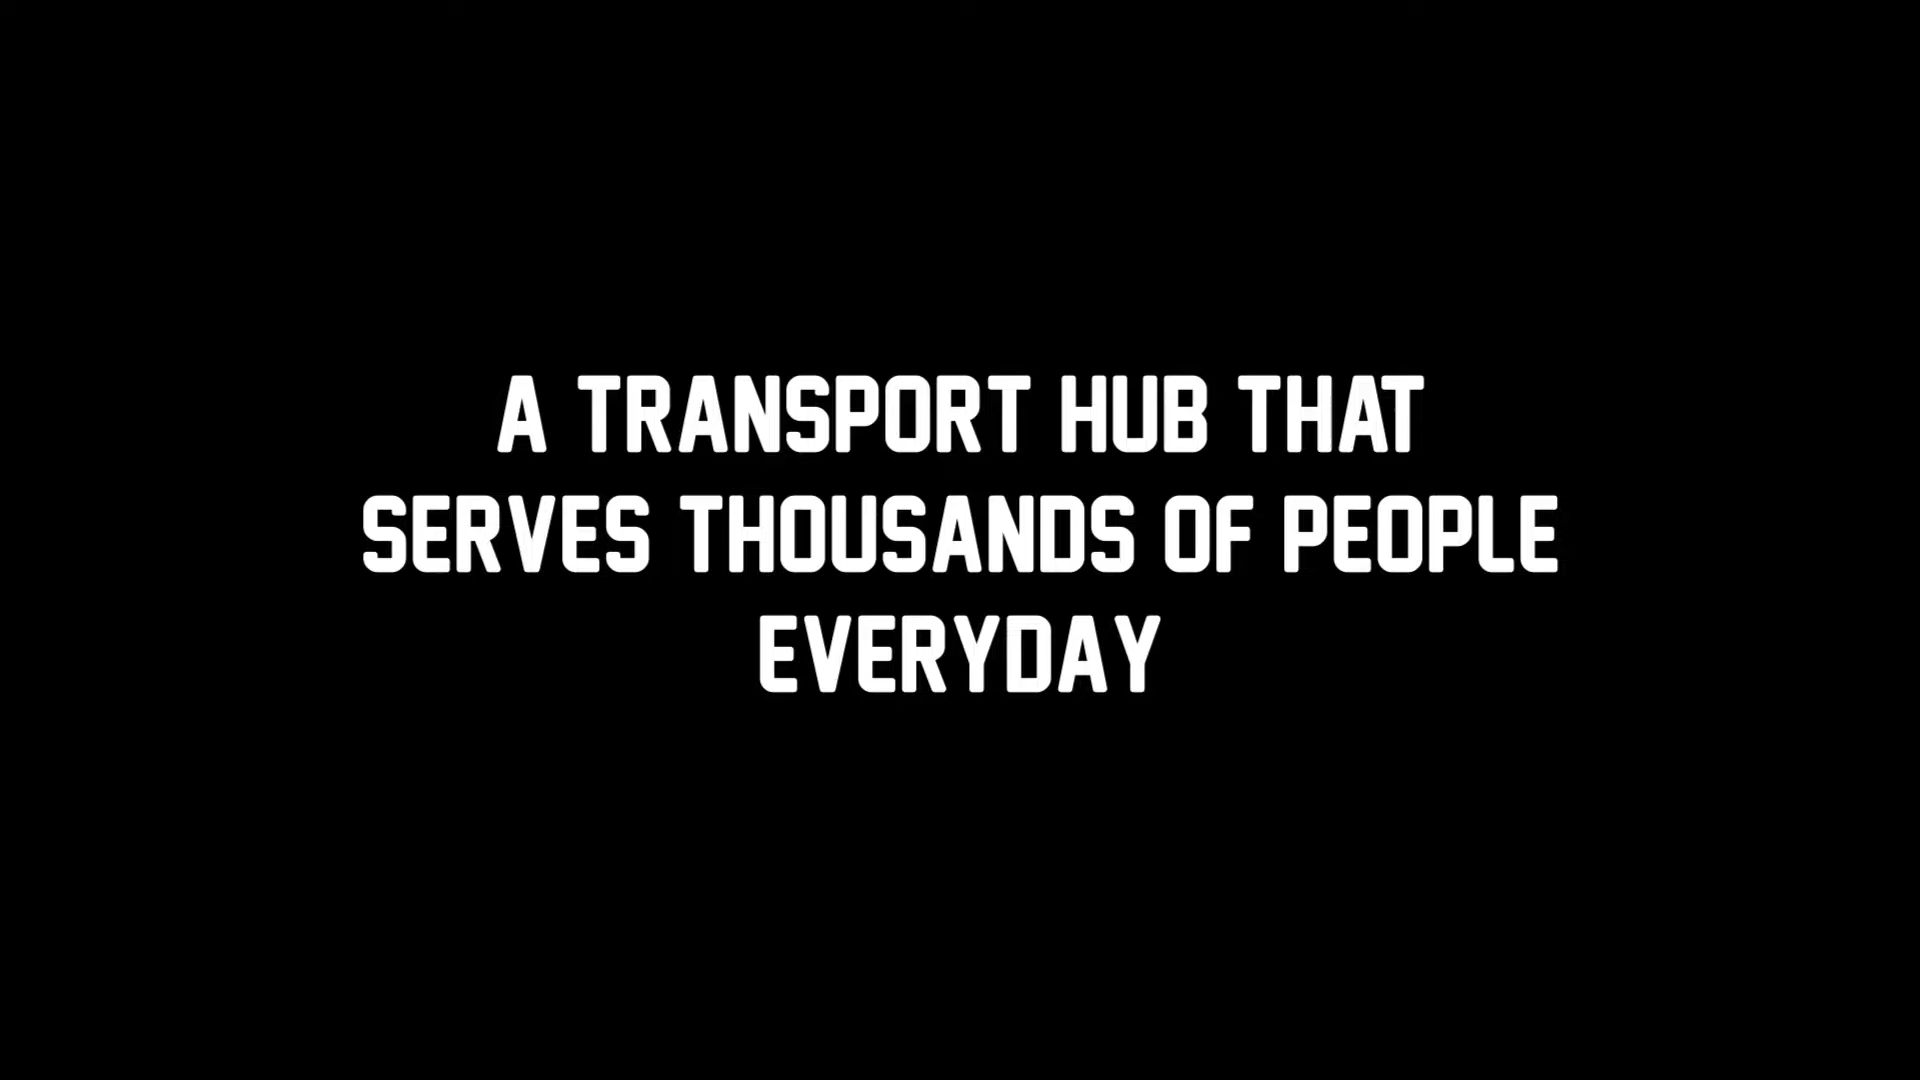 A TRANSPORT HUB THAT
SERVES THOUSANDS OF PEOPLE
EVERYDAY